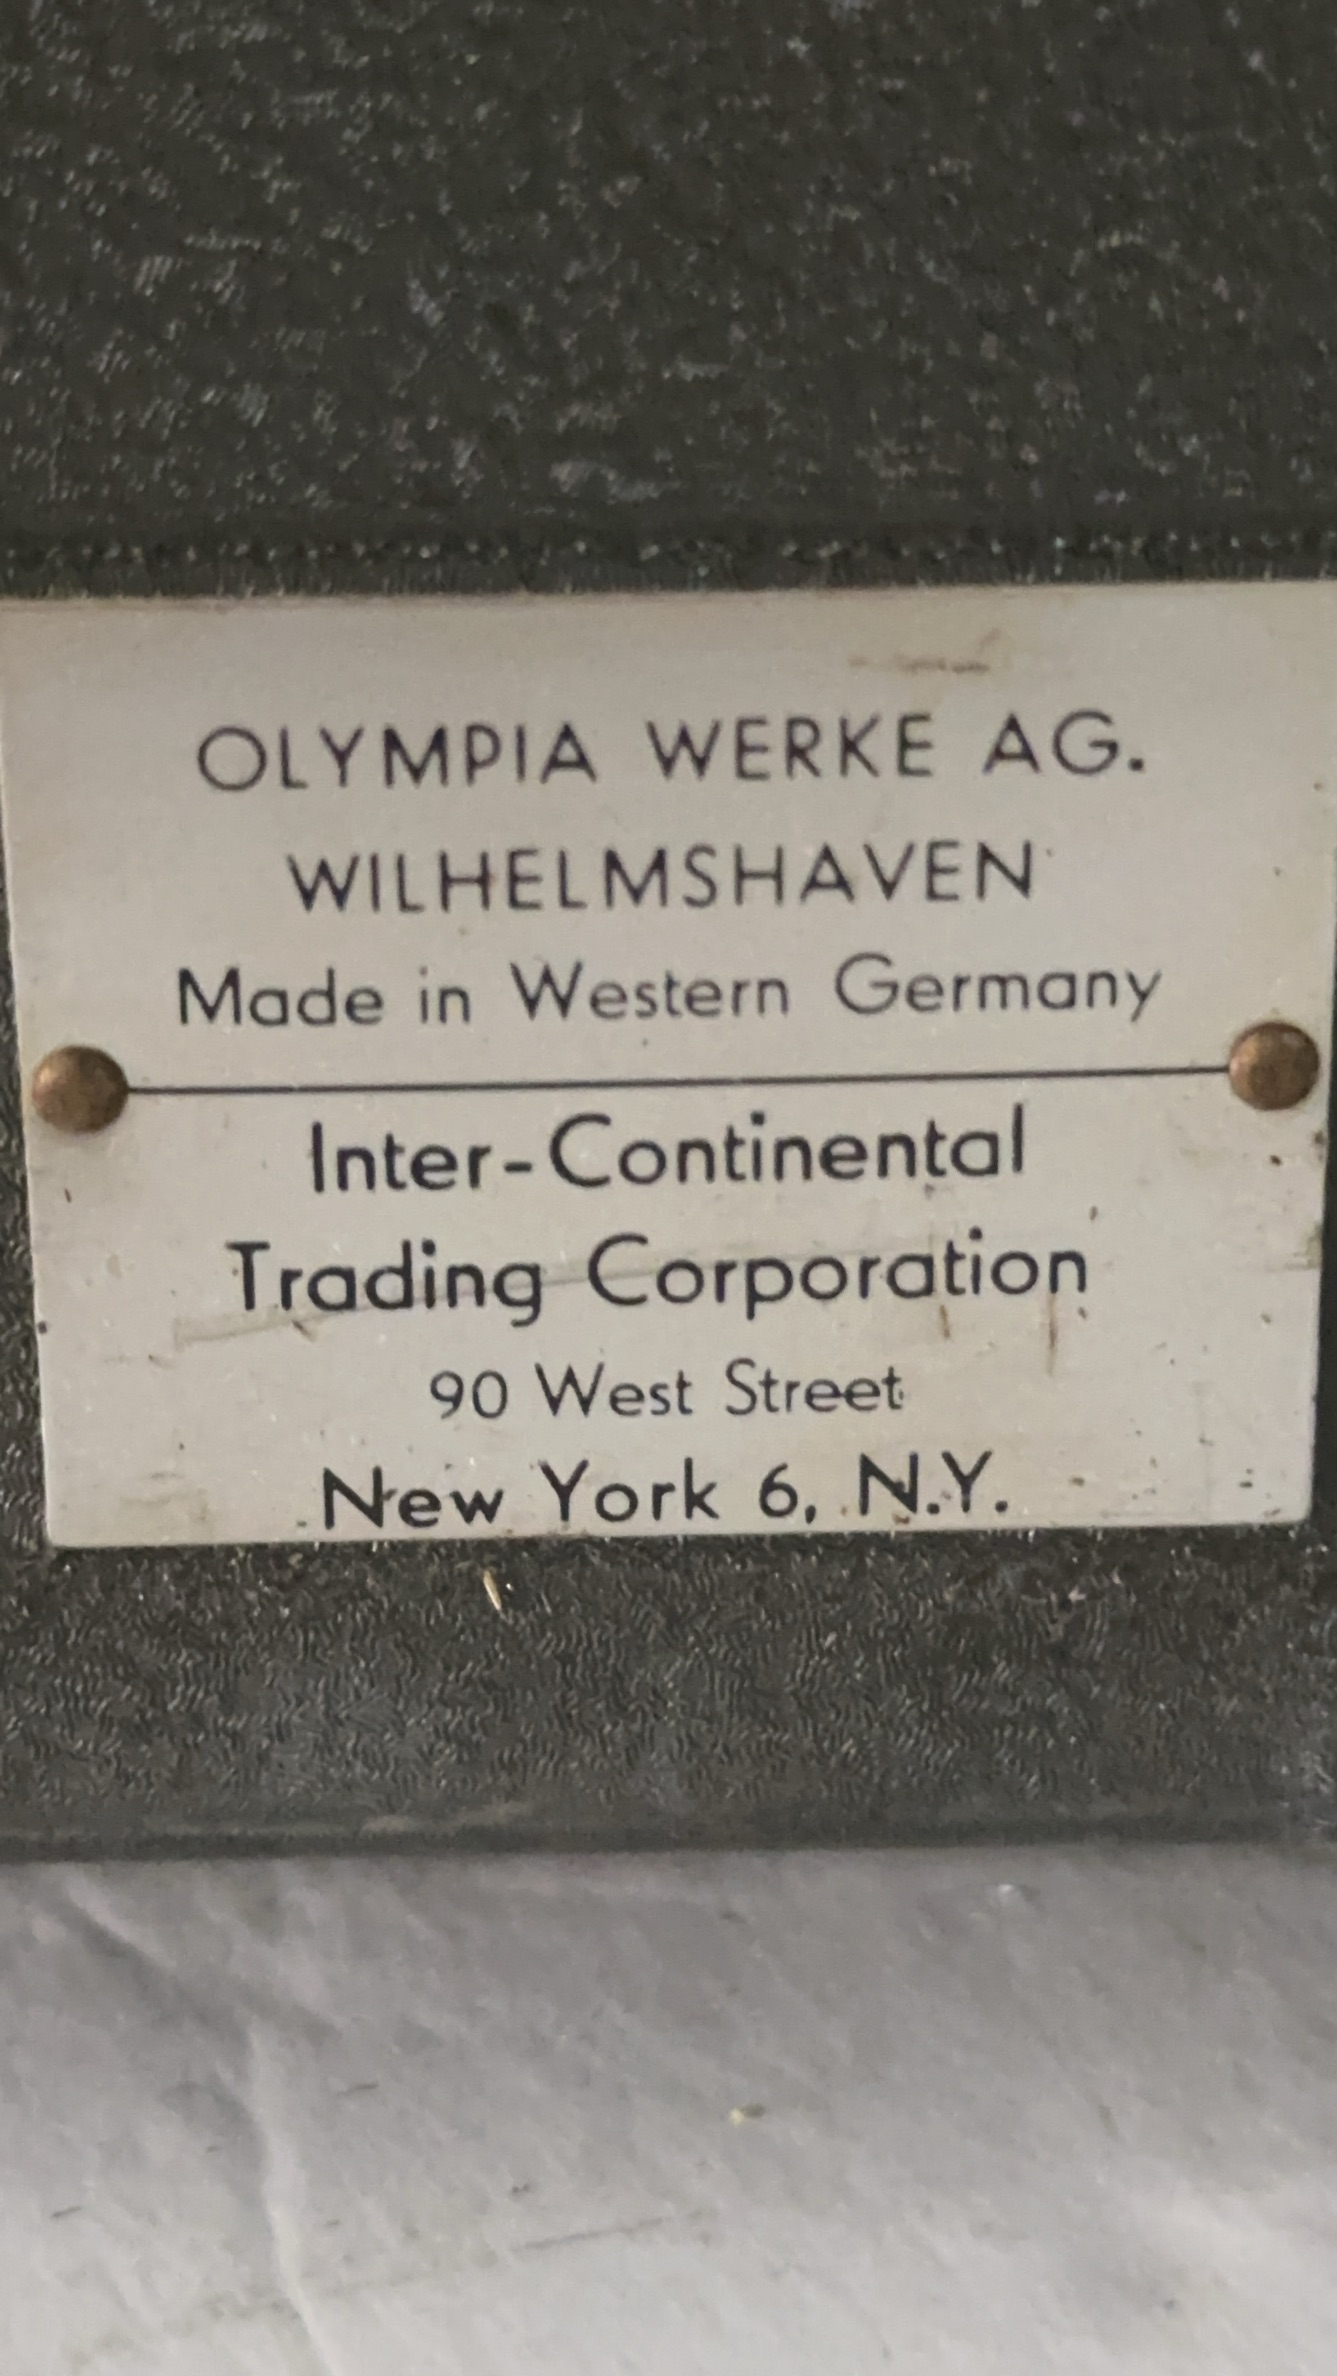 OLYMPIA WERKE AG.
WILHELMSHAVEN
Made in Western Germany
Inter-Continental
Trading Corporation
90 West Street
New York 6, N.Y.